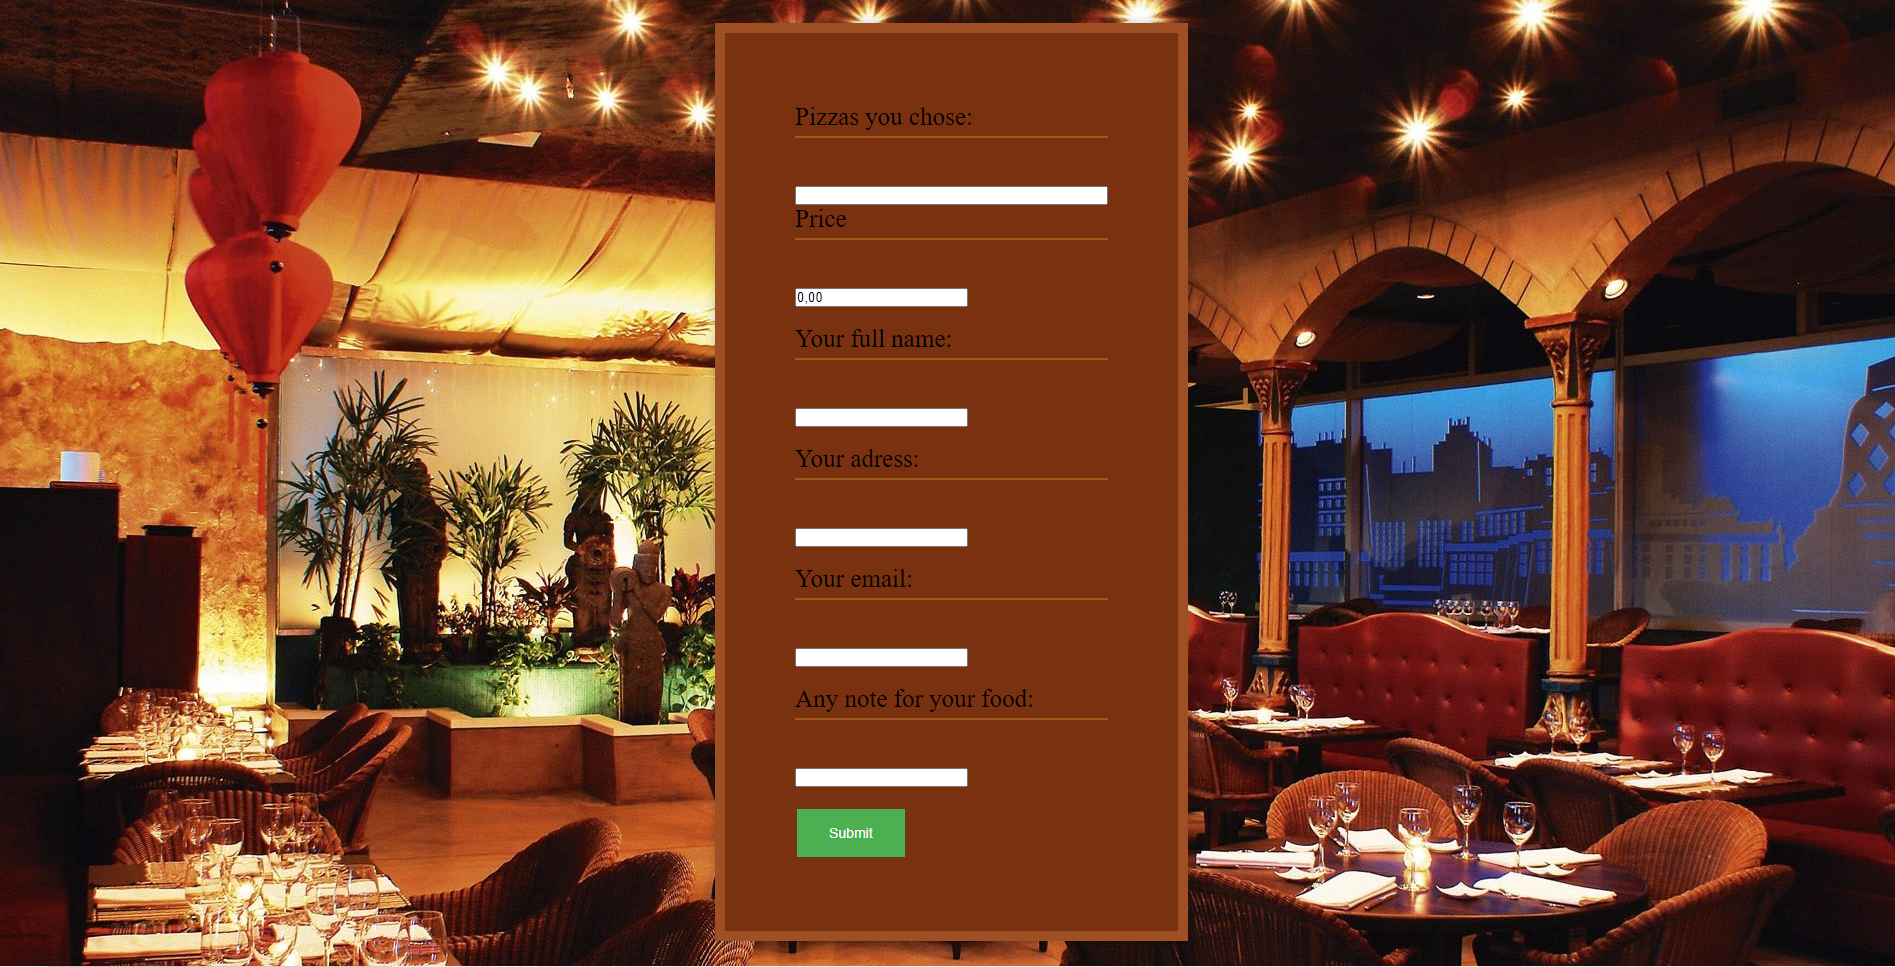 Pizzas you chose:
Price
0,00
Your full name:
Your adress:
Your email:
Any note for your food:
Submit